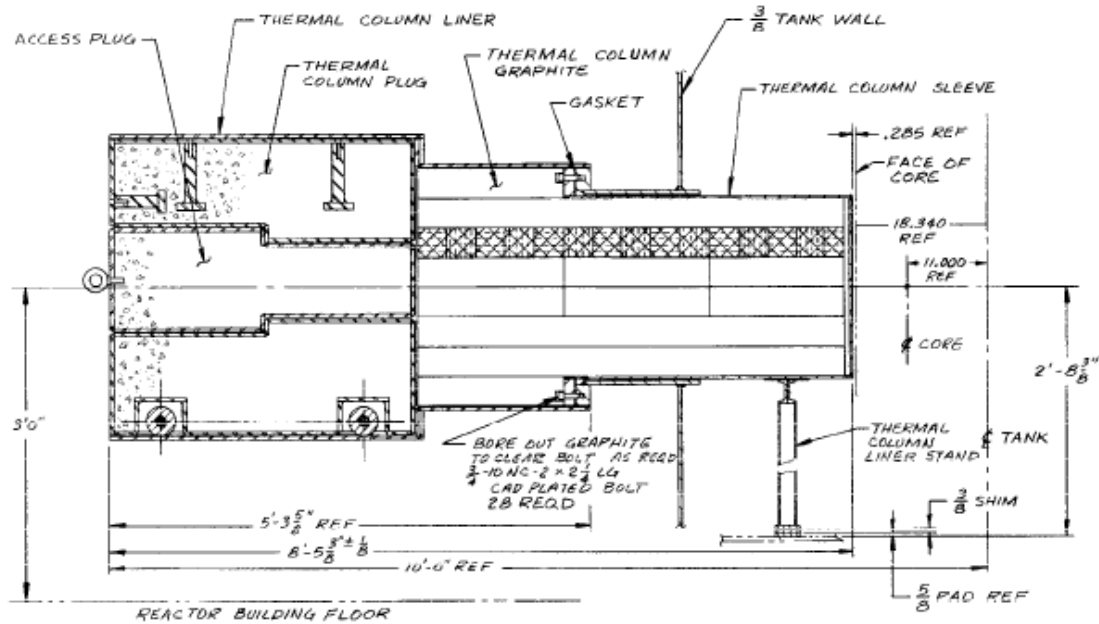 THERMAL COLUMN LINER
ACCESS PLUG
THERMAL
COLUMN PLUG
THERMAL COLUMN
GRAPHITE
GASKET
3/8 TANK WALL
THERMAL COLUMN SLEEVE
.285 REF
FACE OF
CORE
18.340
REF
11.000
REF
℄ CORE
2'-8 3/8"
3'0"
BORE OUT GRAPHITE
TO CLEAR BOLT AS REQD
3/4-10 NC-2 x 2 1/4 LG
CAD PLATED BOLT
28 REQD
THERMAL
COLUMN
LINER STAND
℄ TANK
3/8 SHIM
5'-3 5/8" REF
8'-5 3/8" ± 1/8
10'-0" REF
5/8 PAD REF
REACTOR BUILDING FLOOR